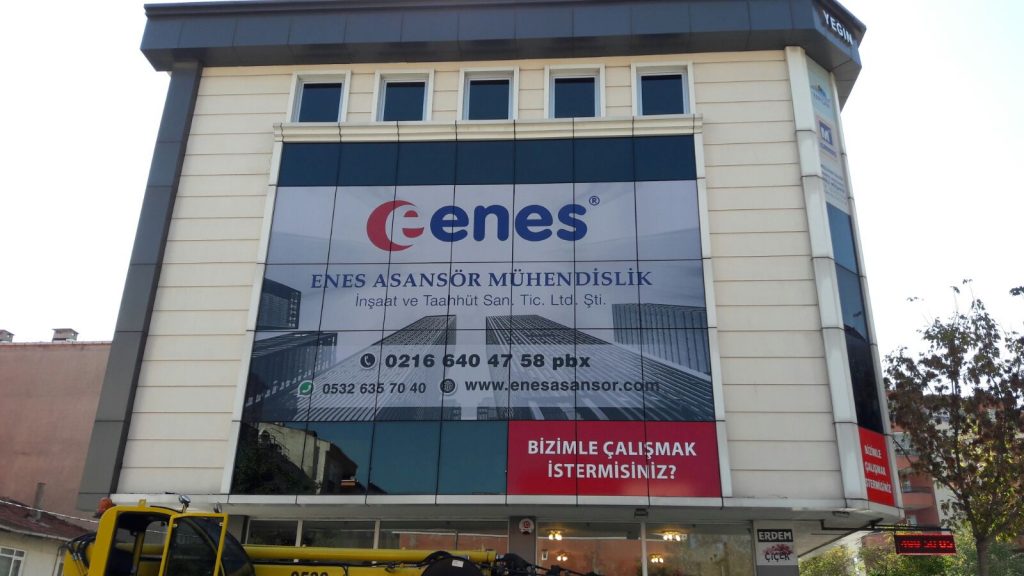 YEGİN
e enes®
ENES ASANSÖR MÜHENDİSLİK
İnşaat ve Taahhüt San. Tic. Ltd. Şti.
0216 640 47 58 pbx
0532 635 70 40 www.enesasansor.com
BİZİMLE ÇALIŞMAK
İSTERMİSİNİZ?
BİZİMLE
ÇALIŞMAK
İSTERMİSİNİZ
ERDEM
ÇİÇEK